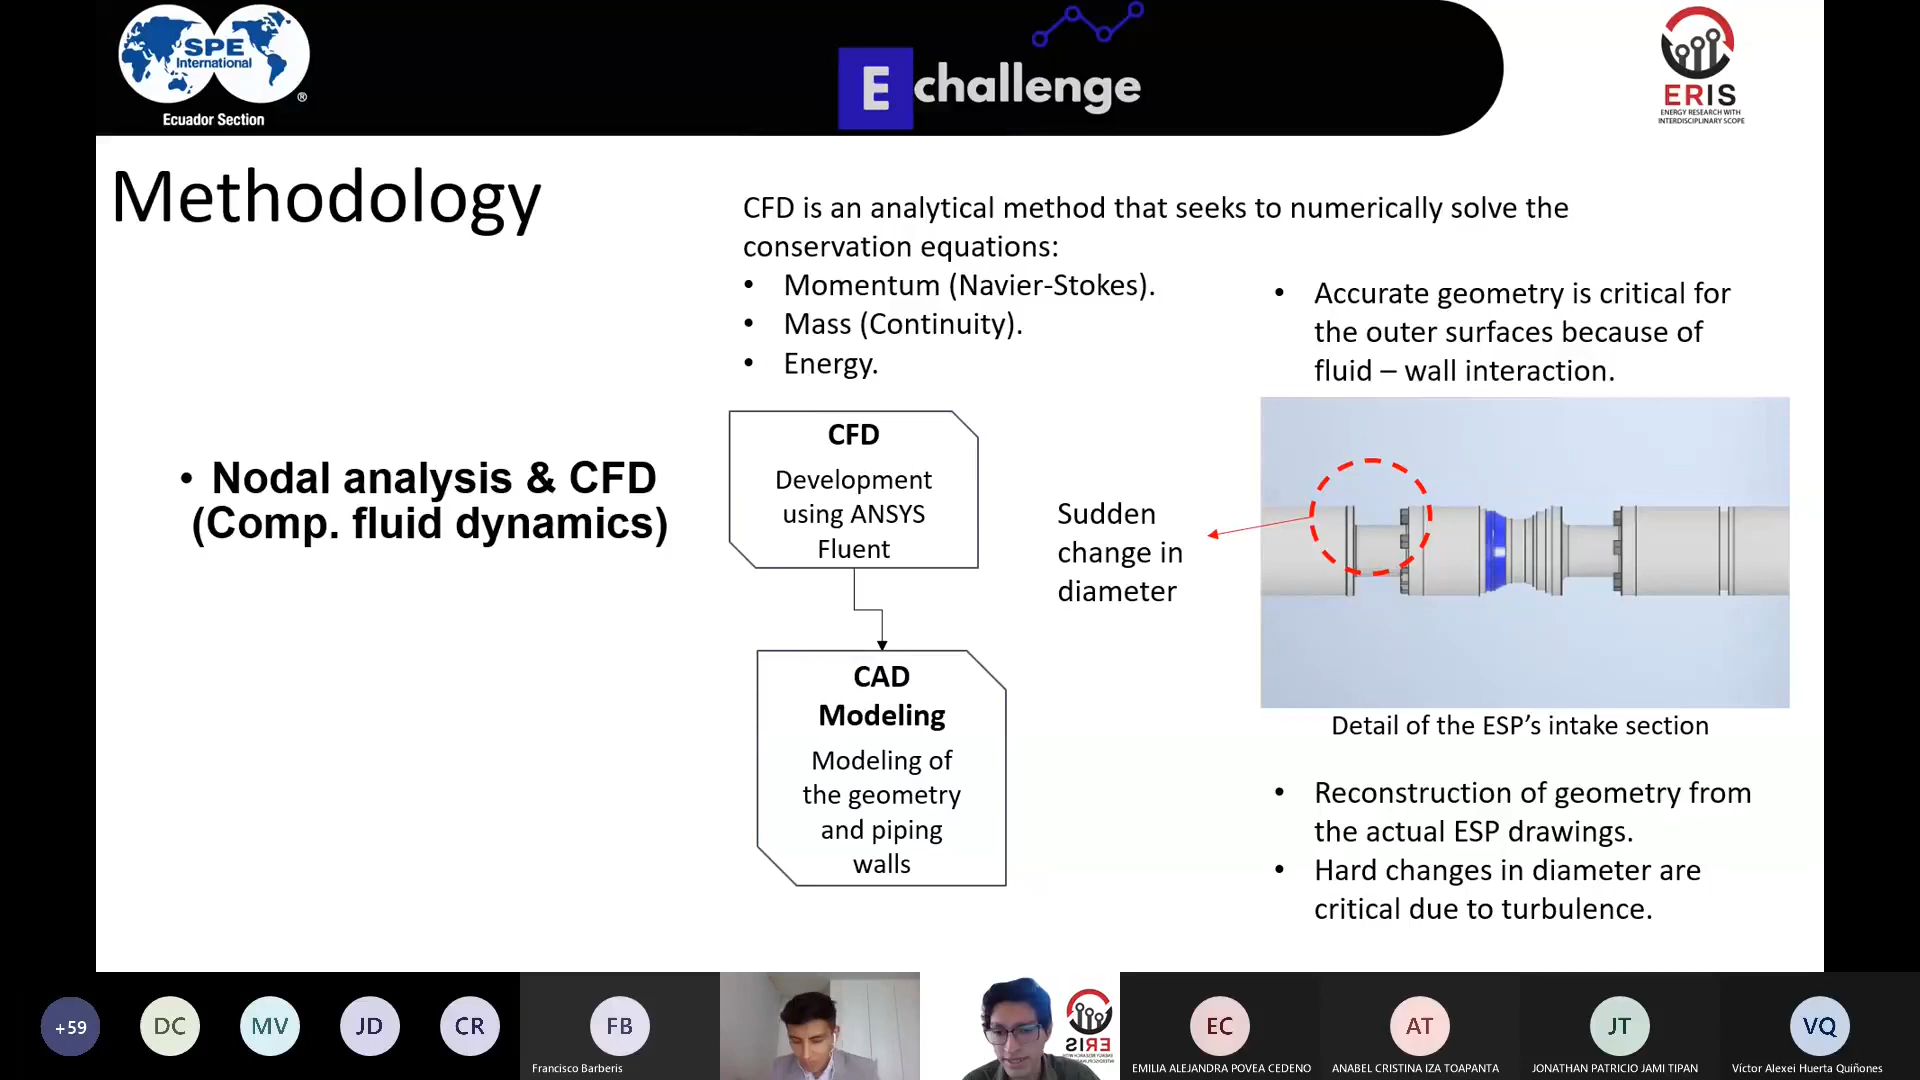 SPE
International
®
Ecuador Section
E challenge
ERIS
ENERGY RESEARCH WITH
INTERDISCIPLINARY SCOPE
Methodology
• Nodal analysis & CFD
(Comp. fluid dynamics)
CFD is an analytical method that seeks to numerically solve the
conservation equations:
• Momentum (Navier-Stokes).
• Mass (Continuity).
• Energy.
CFD
Development
using ANSYS
Fluent
CAD
Modeling
Modeling of
the geometry
and piping
walls
Sudden
change in
diameter
• Accurate geometry is critical for
the outer surfaces because of
fluid – wall interaction.
Detail of the ESP’s intake section
• Reconstruction of geometry from
the actual ESP drawings.
• Hard changes in diameter are
critical due to turbulence.
+59
DC
MV
JD
CR
FB
Francisco Barberis
ERIS
EC
EMILIA ALEJANDRA POVEA CEDENO
AT
ANABEL CRISTINA IZA TOAPANTA
JT
JONATHAN PATRICIO JAMI TIPAN
VQ
Víctor Alexei Huerta Quiñones